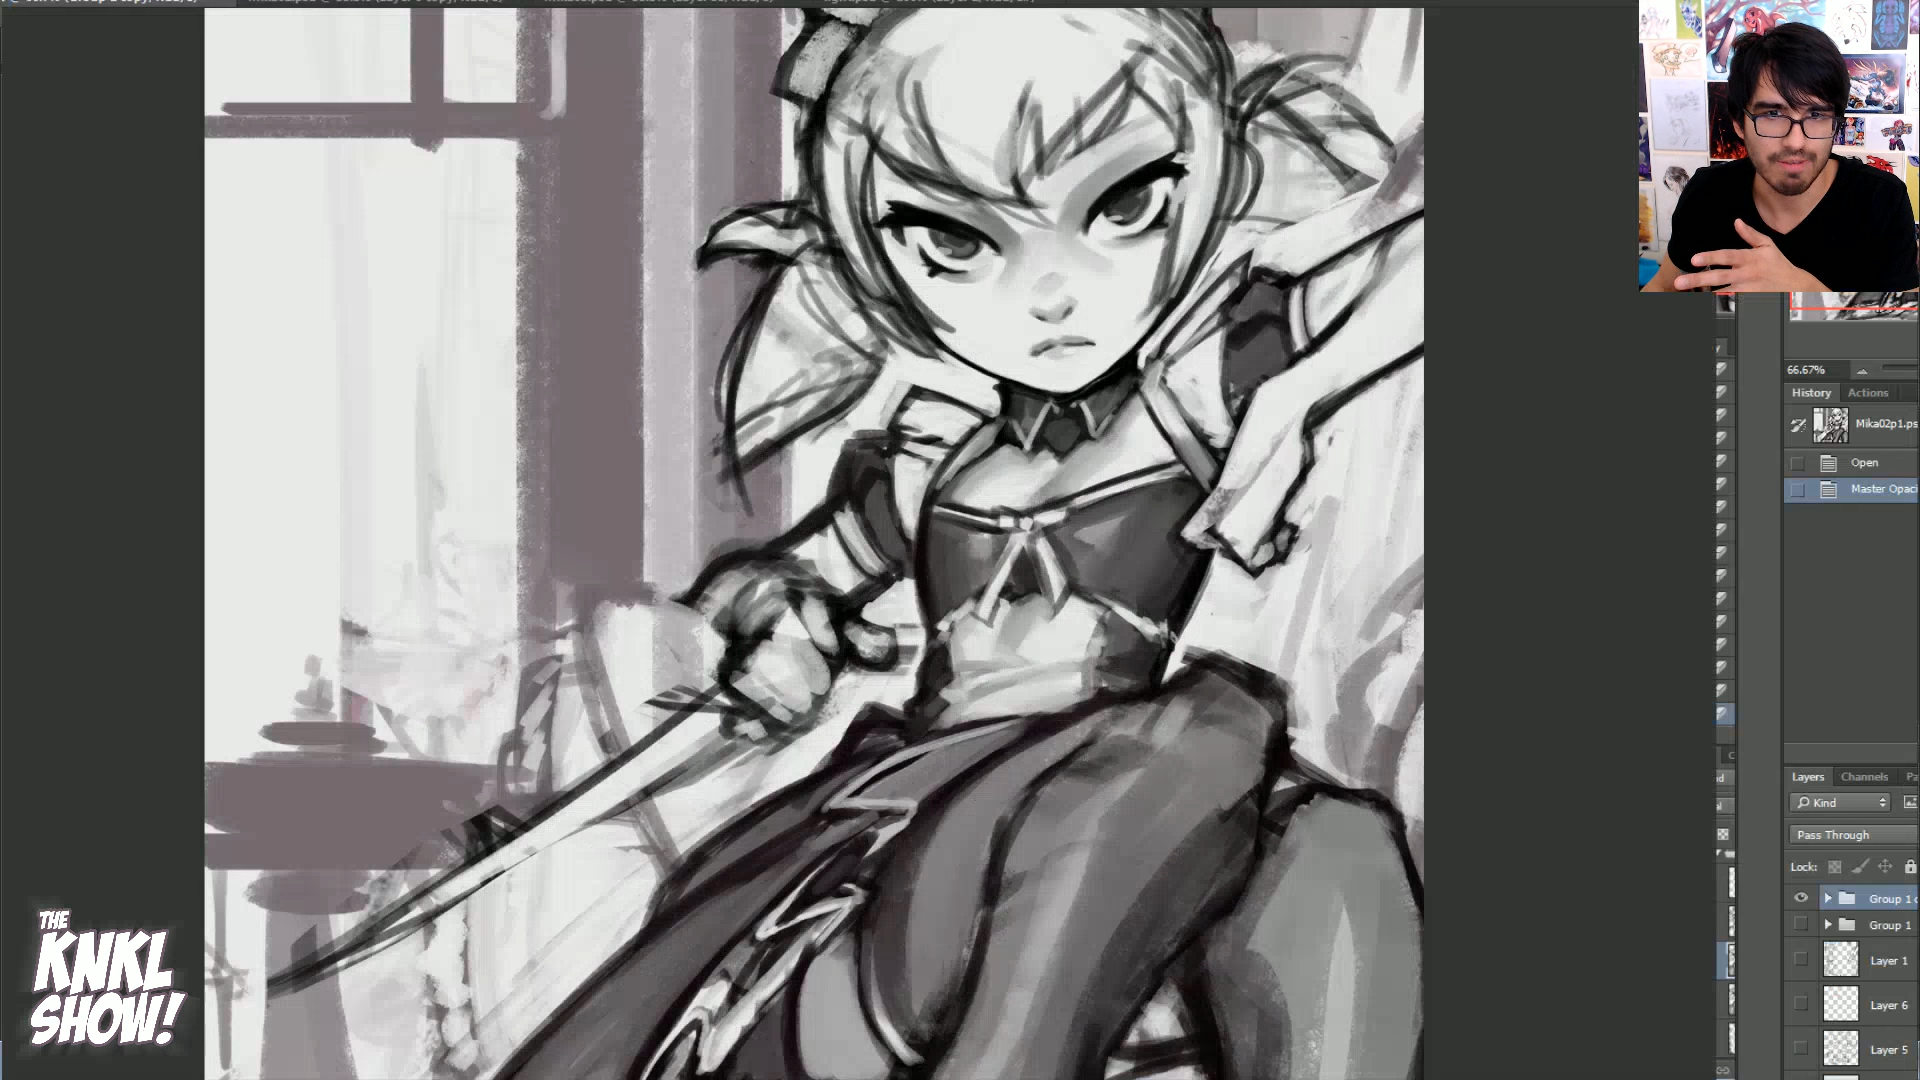 66.67%
History Actions
Mika02p1.ps
Open
Master Opaci
Layers Channels Pa
Kind
Pass Through
Lock:
Group 1 c
Group 1
Layer 1
Layer 6
Layer 5
THE
KNKL
SHOW!